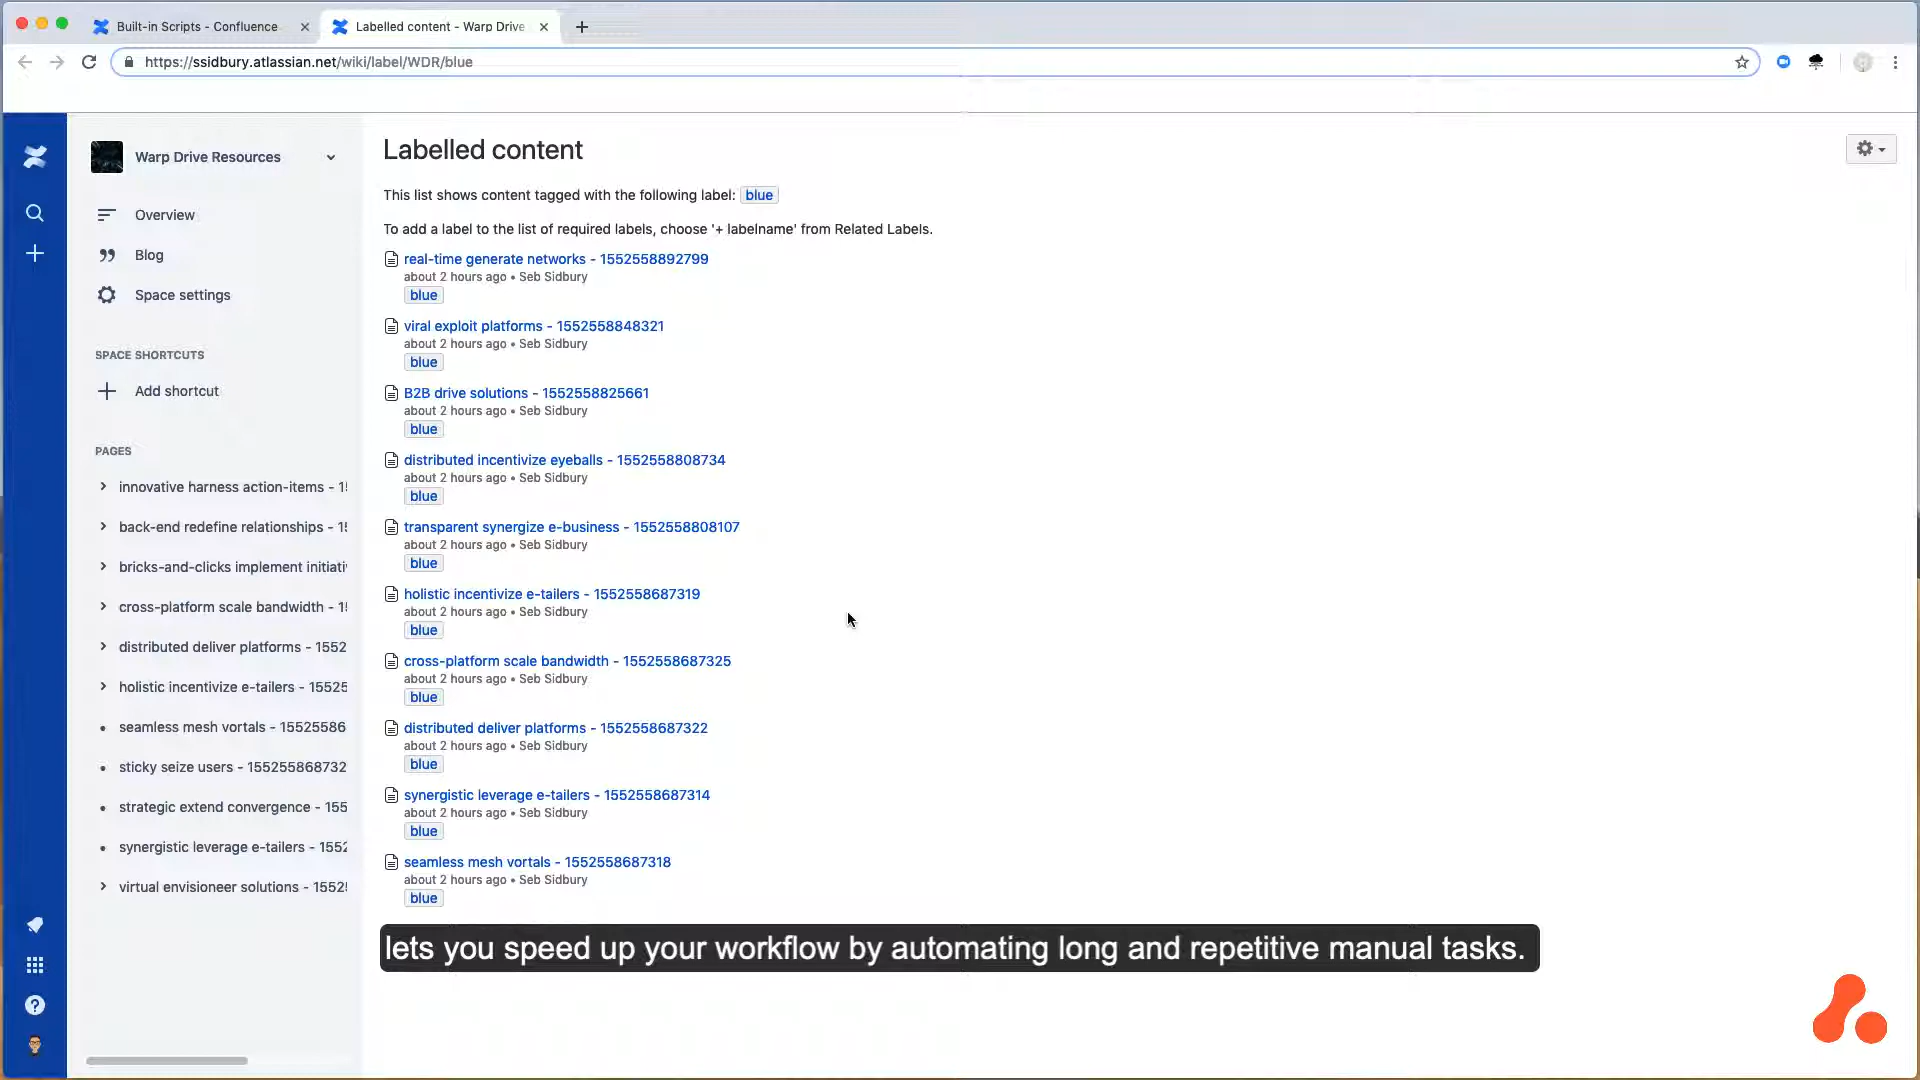 Built-in Scripts - Confluence
Labelled content - Warp Drive
https://ssidbury.atlassian.net/wiki/label/WDR/blue
Warp Drive Resources
Overview
Blog
Space settings
SPACE SHORTCUTS
Add shortcut
PAGES
innovative harness action-items - 1
back-end redefine relationships - 1
bricks-and-clicks implement initiati
cross-platform scale bandwidth - 1
distributed deliver platforms - 1552
holistic incentivize e-tailers - 15525
seamless mesh vortals - 15525586
sticky seize users - 155255868732
strategic extend convergence - 155
synergistic leverage e-tailers - 1552
virtual envisioneer solutions - 1552
Labelled content
This list shows content tagged with the following label: blue
To add a label to the list of required labels, choose '+ labelname' from Related Labels.
real-time generate networks - 1552558892799
about 2 hours ago • Seb Sidbury
blue
viral exploit platforms - 1552558848321
about 2 hours ago • Seb Sidbury
blue
B2B drive solutions - 1552558825661
about 2 hours ago • Seb Sidbury
blue
distributed incentivize eyeballs - 1552558808734
about 2 hours ago • Seb Sidbury
blue
transparent synergize e-business - 1552558808107
about 2 hours ago • Seb Sidbury
blue
holistic incentivize e-tailers - 1552558687319
about 2 hours ago • Seb Sidbury
blue
cross-platform scale bandwidth - 1552558687325
about 2 hours ago • Seb Sidbury
blue
distributed deliver platforms - 1552558687322
about 2 hours ago • Seb Sidbury
blue
synergistic leverage e-tailers - 1552558687314
about 2 hours ago • Seb Sidbury
blue
seamless mesh vortals - 1552558687318
about 2 hours ago • Seb Sidbury
blue
lets you speed up your workflow by automating long and repetitive manual tasks.